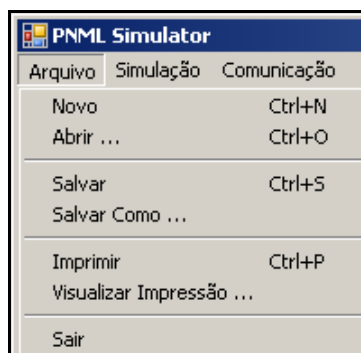 PNML Simulator
Arquivo Simulação Comunicação
Novo Ctrl+N
Abrir ... Ctrl+O
Salvar Ctrl+S
Salvar Como ...
Imprimir Ctrl+P
Visualizar Impressão ...
Sair